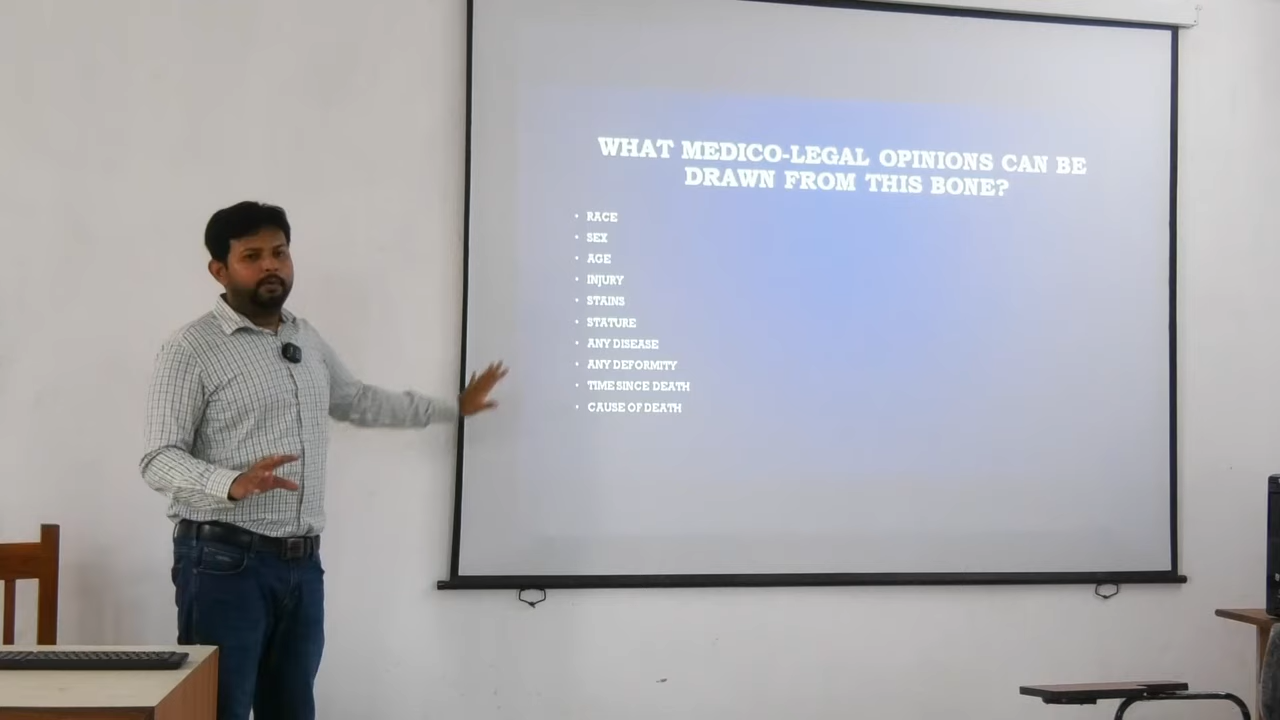 WHAT MEDICO-LEGAL OPINIONS CAN BE
DRAWN FROM THIS BONE?
• RACE
• SEX
• AGE
• INJURY
• STAINS
• STATURE
• ANY DISEASE
• ANY DEFORMITY
• TIME SINCE DEATH
• CAUSE OF DEATH